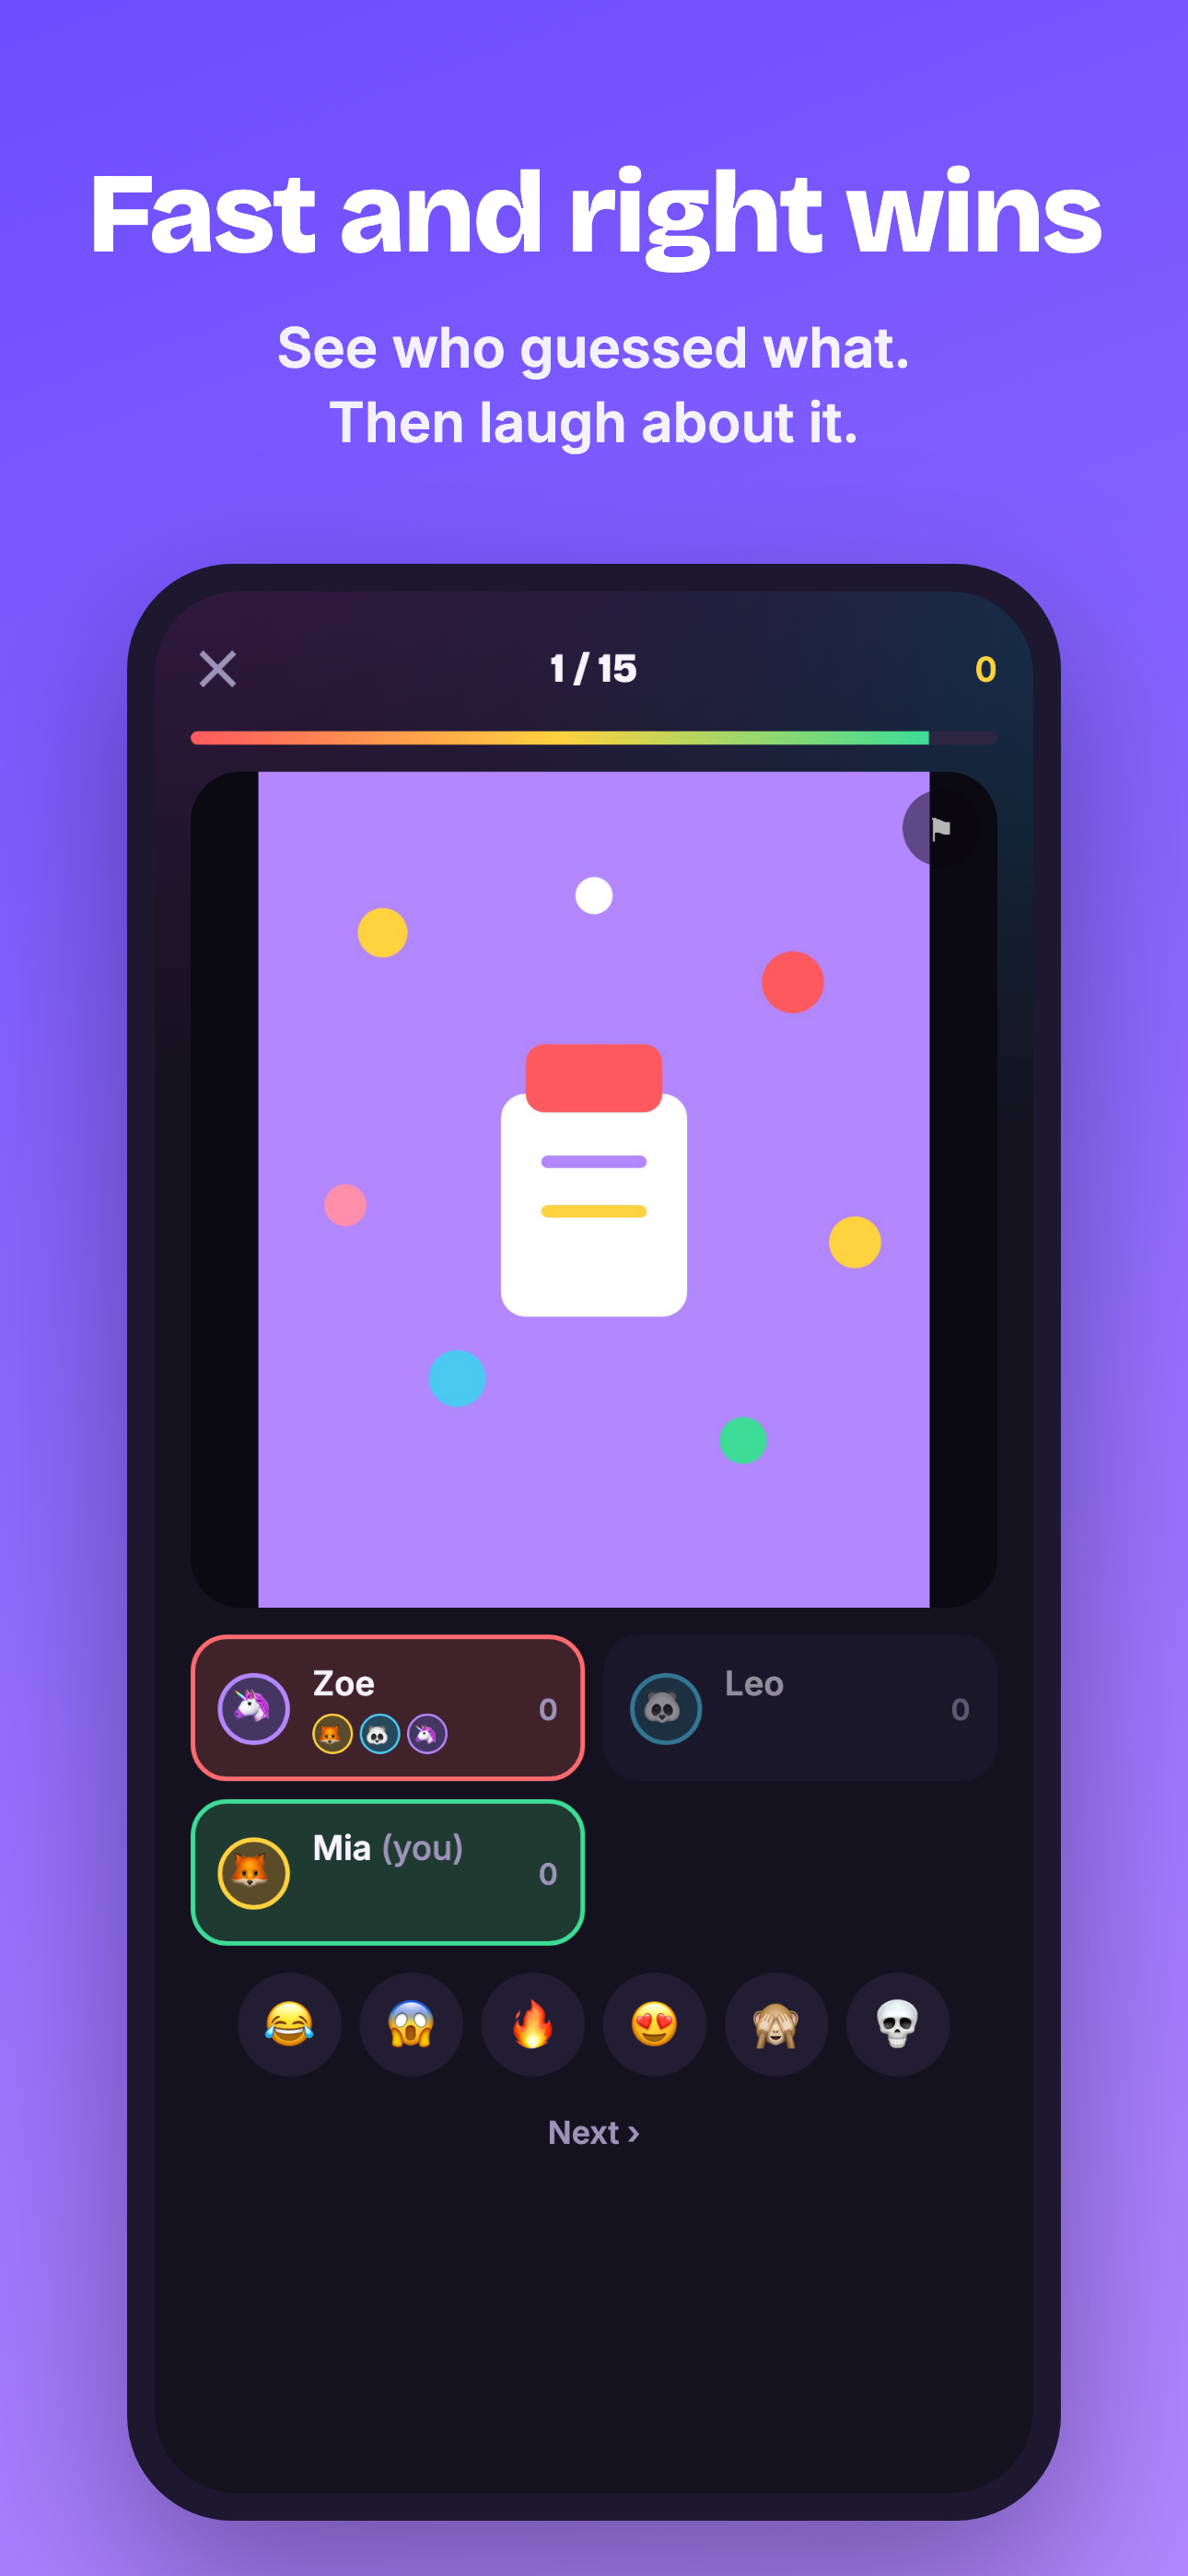 Fast and right wins
See who guessed what.
Then laugh about it.
1 / 15
0
Zoe
0
Leo
0
Mia (you)
0
Next ›